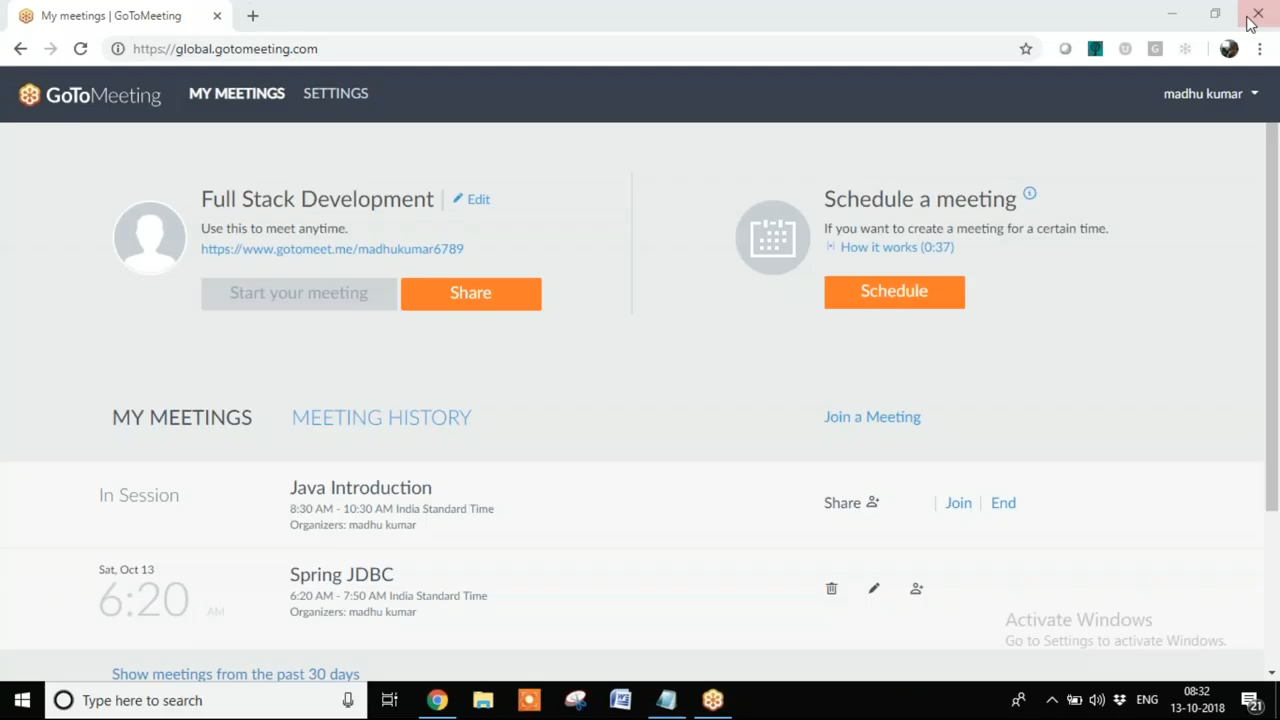 My meetings | GoToMeeting
https://global.gotomeeting.com
GoToMeeting MY MEETINGS SETTINGS madhu kumar
Full Stack Development | Edit
Use this to meet anytime.
https://www.gotomeet.me/madhukumar6789
Start your meeting Share
Schedule a meeting
If you want to create a meeting for a certain time.
How it works (0:37)
Schedule
MY MEETINGS MEETING HISTORY Join a Meeting
In Session
Java Introduction
8:30 AM - 10:30 AM India Standard Time
Organizers: madhu kumar
Share | Join | End
Sat, Oct 13
6:20 AM
Spring JDBC
6:20 AM - 7:50 AM India Standard Time
Organizers: madhu kumar
Activate Windows
Go to Settings to activate Windows.
Show meetings from the past 30 days
Type here to search
ENG
08:32
13-10-2018
21